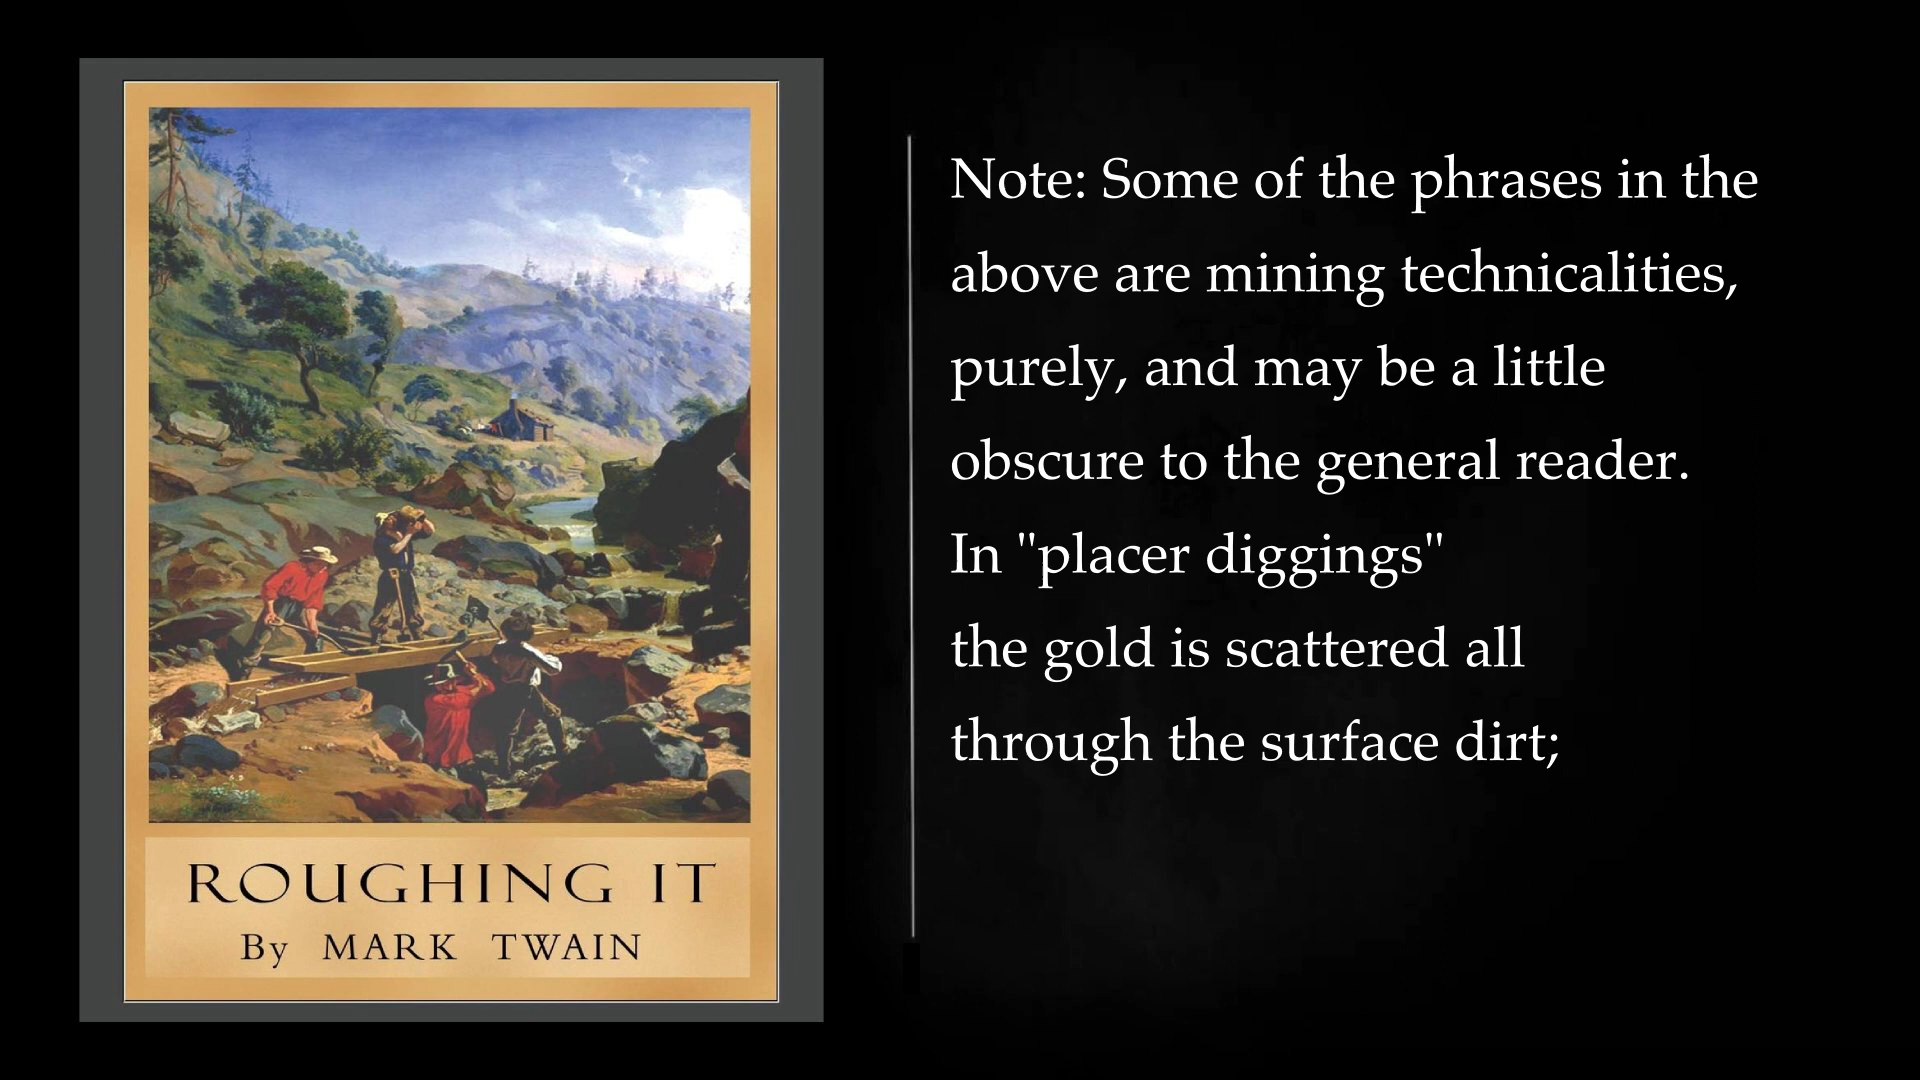 ROUGHING IT
By MARK TWAIN
Note: Some of the phrases in the
above are mining technicalities,
purely, and may be a little
obscure to the general reader.
In "placer diggings"
the gold is scattered all
through the surface dirt;